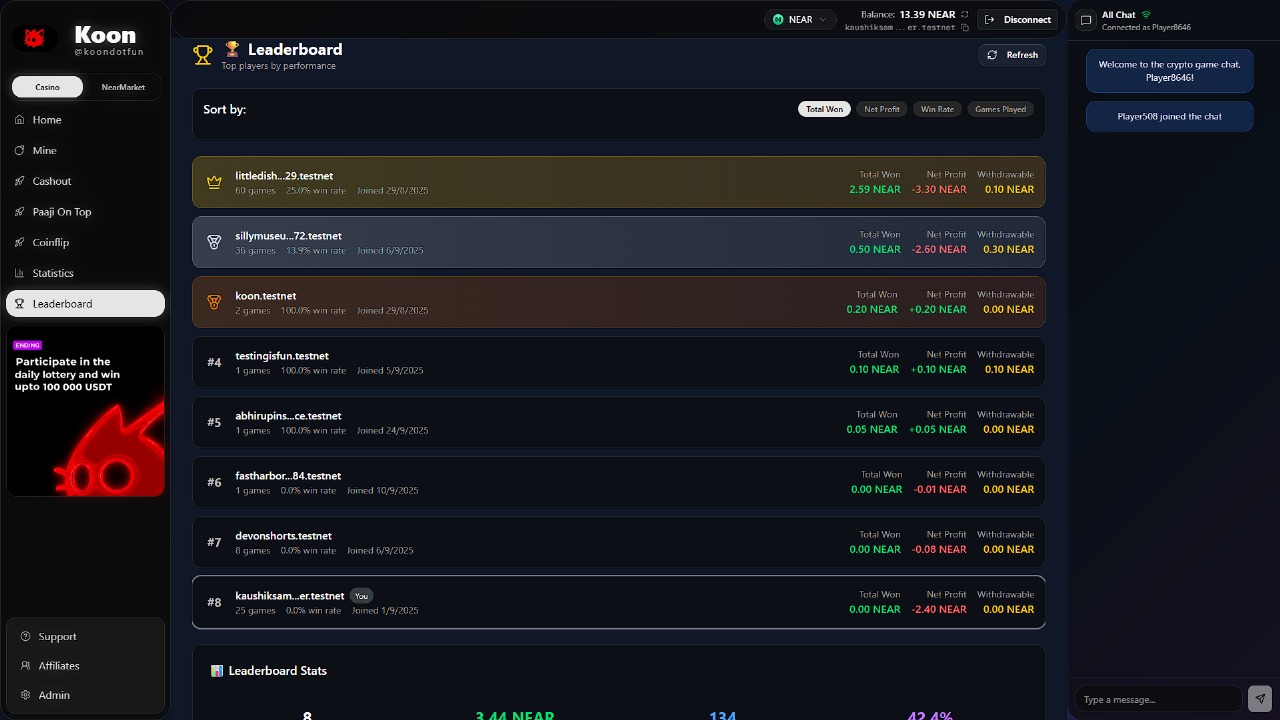 Koon
@koondotfun
Casino
NearMarket
Home
Mine
Cashout
Paaji On Top
Coinflip
Statistics
Leaderboard
ENDING
Participate in the
daily lottery and win
upto 100 000 USDT
Support
Affiliates
Admin
NEAR
Balance: 13.39 NEAR
kaushiksam...er.testnet
Disconnect
🏆 Leaderboard
Top players by performance
Refresh
Sort by:
Total Won
Net Profit
Win Rate
Games Played
littledish...29.testnet
60 games 25.0% win rate Joined 29/8/2025
Total Won Net Profit Withdrawable
2.59 NEAR -3.30 NEAR 0.10 NEAR
sillymuseu...72.testnet
36 games 13.9% win rate Joined 6/9/2025
Total Won Net Profit Withdrawable
0.50 NEAR -2.60 NEAR 0.30 NEAR
koon.testnet
2 games 100.0% win rate Joined 29/8/2025
Total Won Net Profit Withdrawable
0.20 NEAR +0.20 NEAR 0.00 NEAR
#4
testingisfun.testnet
1 games 100.0% win rate Joined 5/9/2025
Total Won Net Profit Withdrawable
0.10 NEAR +0.10 NEAR 0.10 NEAR
#5
abhirupins...ce.testnet
1 games 100.0% win rate Joined 24/9/2025
Total Won Net Profit Withdrawable
0.05 NEAR +0.05 NEAR 0.00 NEAR
#6
fastharbor...84.testnet
1 games 0.0% win rate Joined 10/9/2025
Total Won Net Profit Withdrawable
0.00 NEAR -0.01 NEAR 0.00 NEAR
#7
devonshorts.testnet
8 games 0.0% win rate Joined 6/9/2025
Total Won Net Profit Withdrawable
0.00 NEAR -0.08 NEAR 0.00 NEAR
#8
kaushiksam...er.testnet You
25 games 0.0% win rate Joined 1/9/2025
Total Won Net Profit Withdrawable
0.00 NEAR -2.40 NEAR 0.00 NEAR
📊 Leaderboard Stats
8 3.44 NEAR 134 42.4%
All Chat
Connected as Player8646
Welcome to the crypto game chat,
Player8646!
Player508 joined the chat
Type a message...